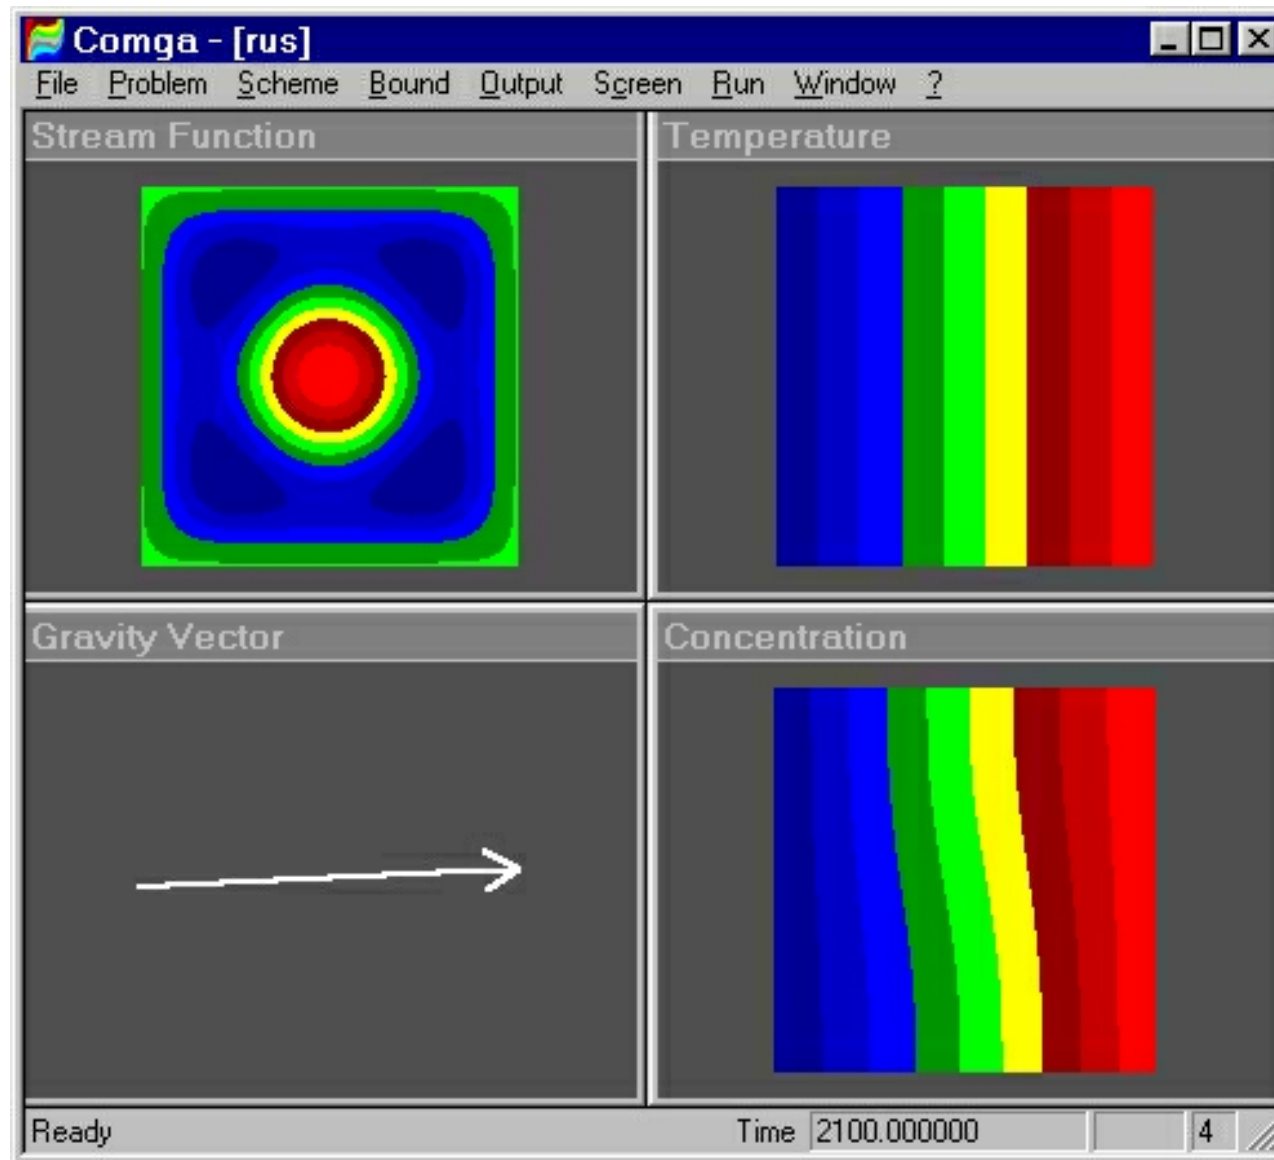 Comga - [rus]
File Problem Scheme Bound Output Screen Run Window ?
Stream Function
Temperature
Gravity Vector
Concentration
Ready Time 2100.000000 4